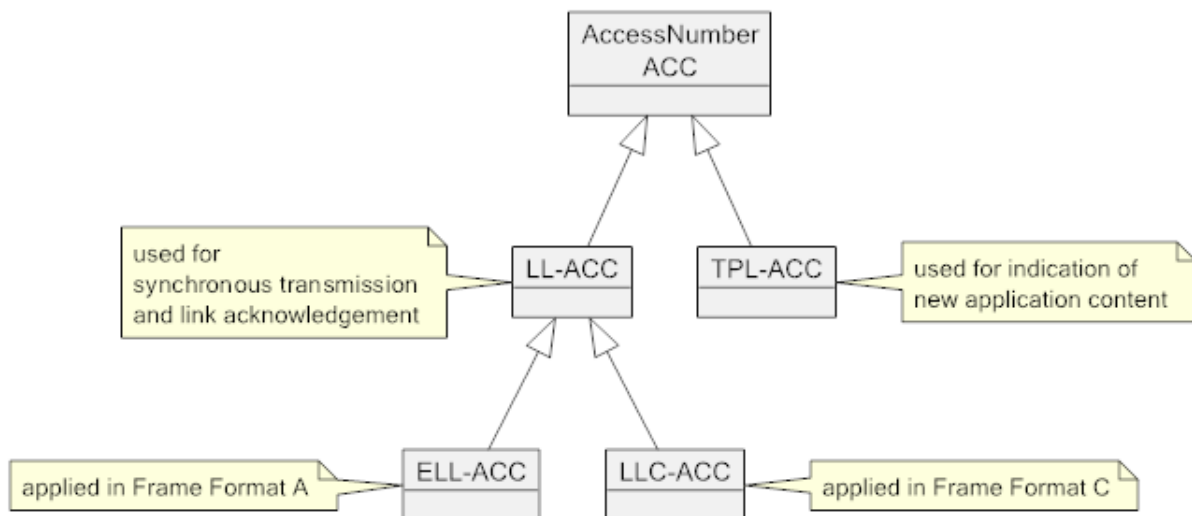 AccessNumber
ACC
used for
synchronous transmission
and link acknowledgement
LL-ACC
TPL-ACC
used for indication of
new application content
applied in Frame Format A
ELL-ACC
LLC-ACC
applied in Frame Format C